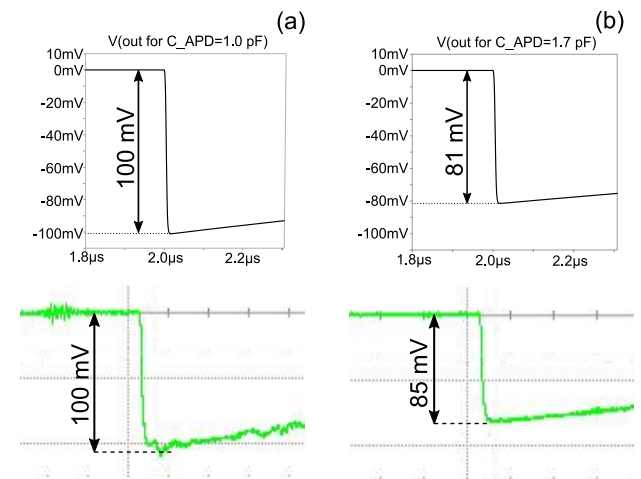 (a)
V(out for C_APD=1.0 pF)
10mV
0mV
-20mV
-40mV
-60mV
-80mV
-100mV
100 mV
1.8µs
2.0µs
2.2µs
(b)
V(out for C_APD=1.7 pF)
10mV
0mV
-20mV
-40mV
-60mV
-80mV
-100mV
81 mV
1.8µs
2.0µs
2.2µs
100 mV
85 mV